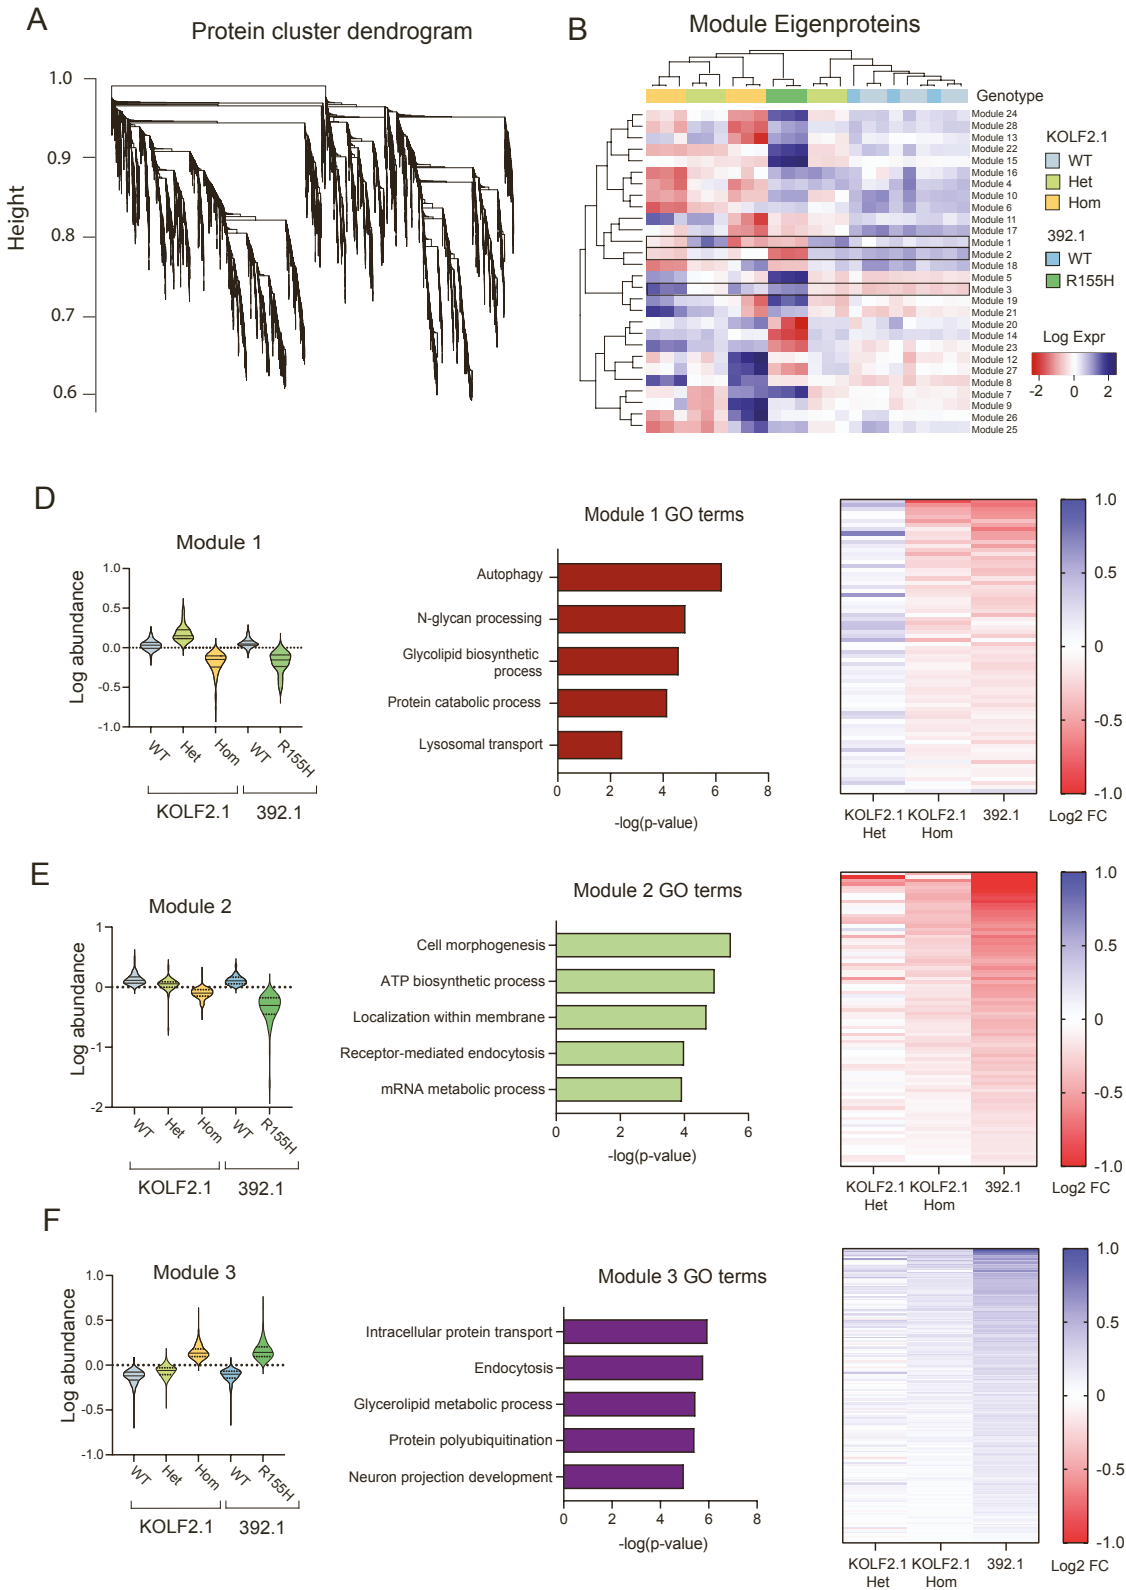 A
Protein cluster dendrogram
Height
1.0
0.9
0.8
0.7
0.6
B
Module Eigenproteins
Genotype
Module 24
Module 28
Module 13
Module 22
Module 15
Module 16
Module 4
Module 10
Module 6
Module 11
Module 17
Module 1
Module 2
Module 18
Module 5
Module 3
Module 19
Module 21
Module 20
Module 14
Module 23
Module 12
Module 27
Module 8
Module 7
Module 9
Module 26
Module 25
KOLF2.1
WT
Het
Hom
392.1
WT
R155H
Log Expr
-2 0 2
D
Module 1
Log abundance
1.0
0.5
0.0
-0.5
-1.0
WT Het Hom WT R155H
KOLF2.1 392.1
Module 1 GO terms
Autophagy
N-glycan processing
Glycolipid biosynthetic
process
Protein catabolic process
Lysosomal transport
0 2 4 6 8
-log(p-value)
KOLF2.1 KOLF2.1 392.1
Het Hom
1.0
0.5
0
-0.5
-1.0
Log2 FC
E
Module 2
Log abundance
1
0
-1
-2
WT Het Hom WT R155H
KOLF2.1 392.1
Module 2 GO terms
Cell morphogenesis
ATP biosynthetic process
Localization within membrane
Receptor-mediated endocytosis
mRNA metabolic process
0 2 4 6
-log(p-value)
KOLF2.1 KOLF2.1 392.1
Het Hom
1.0
0.5
0
-0.5
-1.0
Log2 FC
F
Module 3
Log abundance
1.0
0.5
0.0
-0.5
-1.0
WT Het Hom WT R155H
KOLF2.1 392.1
Module 3 GO terms
Intracellular protein transport
Endocytosis
Glycerolipid metabolic process
Protein polyubiquitination
Neuron projection development
0 2 4 6 8
-log(p-value)
KOLF2.1 KOLF2.1 392.1
Het Hom
1.0
0.5
0
-0.5
-1.0
Log2 FC